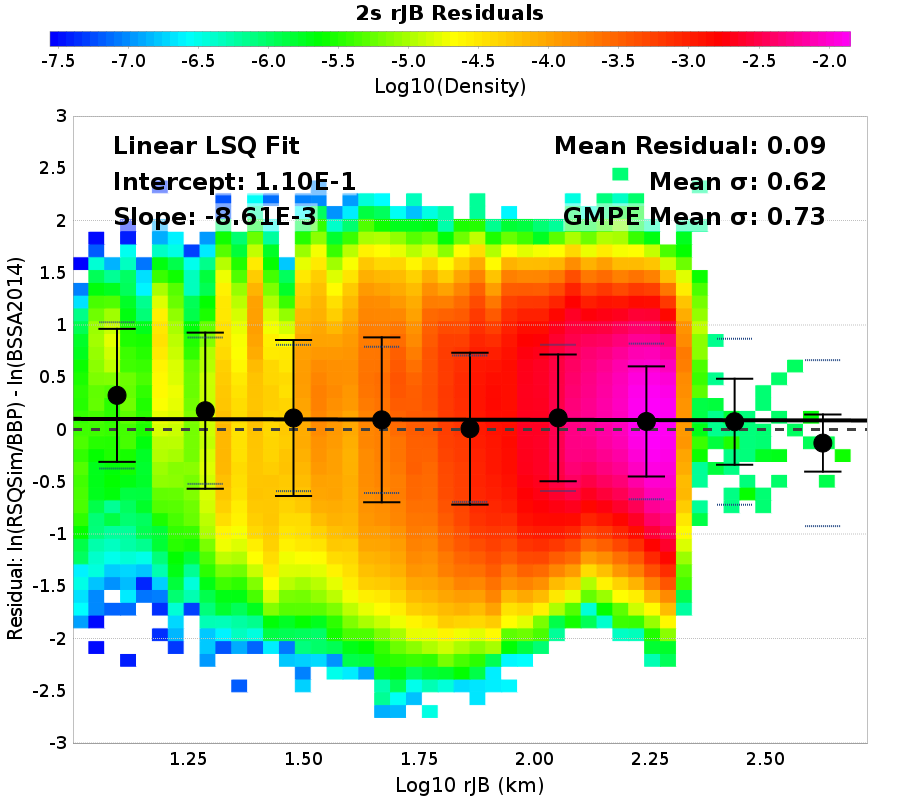 2s rJB Residuals
-7.5 -7.0 -6.5 -6.0 -5.5 -5.0 -4.5 -4.0 -3.5 -3.0 -2.5 -2.0
Log10(Density)
Linear LSQ Fit
Intercept: 1.10E-1
Slope: -8.61E-3
Mean Residual: 0.09
Mean σ: 0.62
GMPE Mean σ: 0.73
Residual: ln(RSQSim/BBP) - ln(BSSA2014)
3
2.5
2
1.5
1
0.5
0
-0.5
-1
-1.5
-2
-2.5
-3
1.25 1.50 1.75 2.00 2.25 2.50
Log10 rJB (km)